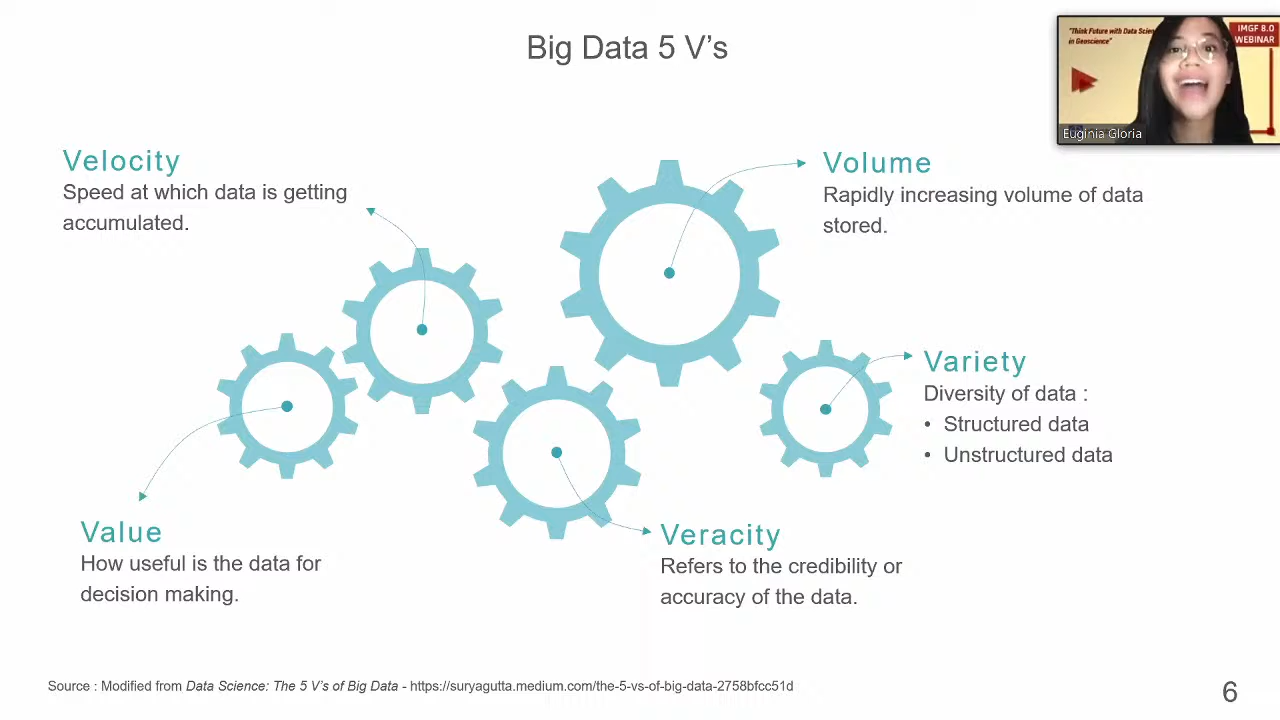 Big Data 5 V's
"Think Future with Data Scien
in Geoscience"
IMGF 8.0
WEBINAR
Euginia Gloria
Velocity
Speed at which data is getting
accumulated.
Volume
Rapidly increasing volume of data
stored.
Variety
Diversity of data :
• Structured data
• Unstructured data
Value
How useful is the data for
decision making.
Veracity
Refers to the credibility or
accuracy of the data.
Source : Modified from Data Science: The 5 V's of Big Data - https://suryagutta.medium.com/the-5-vs-of-big-data-2758bfcc51d
6